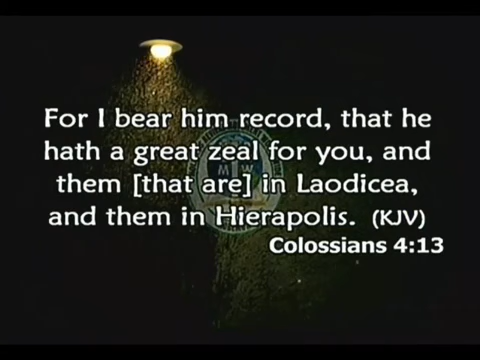 For I bear him record, that he
hath a great zeal for you, and
them [that are] in Laodicea,
and them in Hierapolis. (KJV)
Colossians 4:13
M W